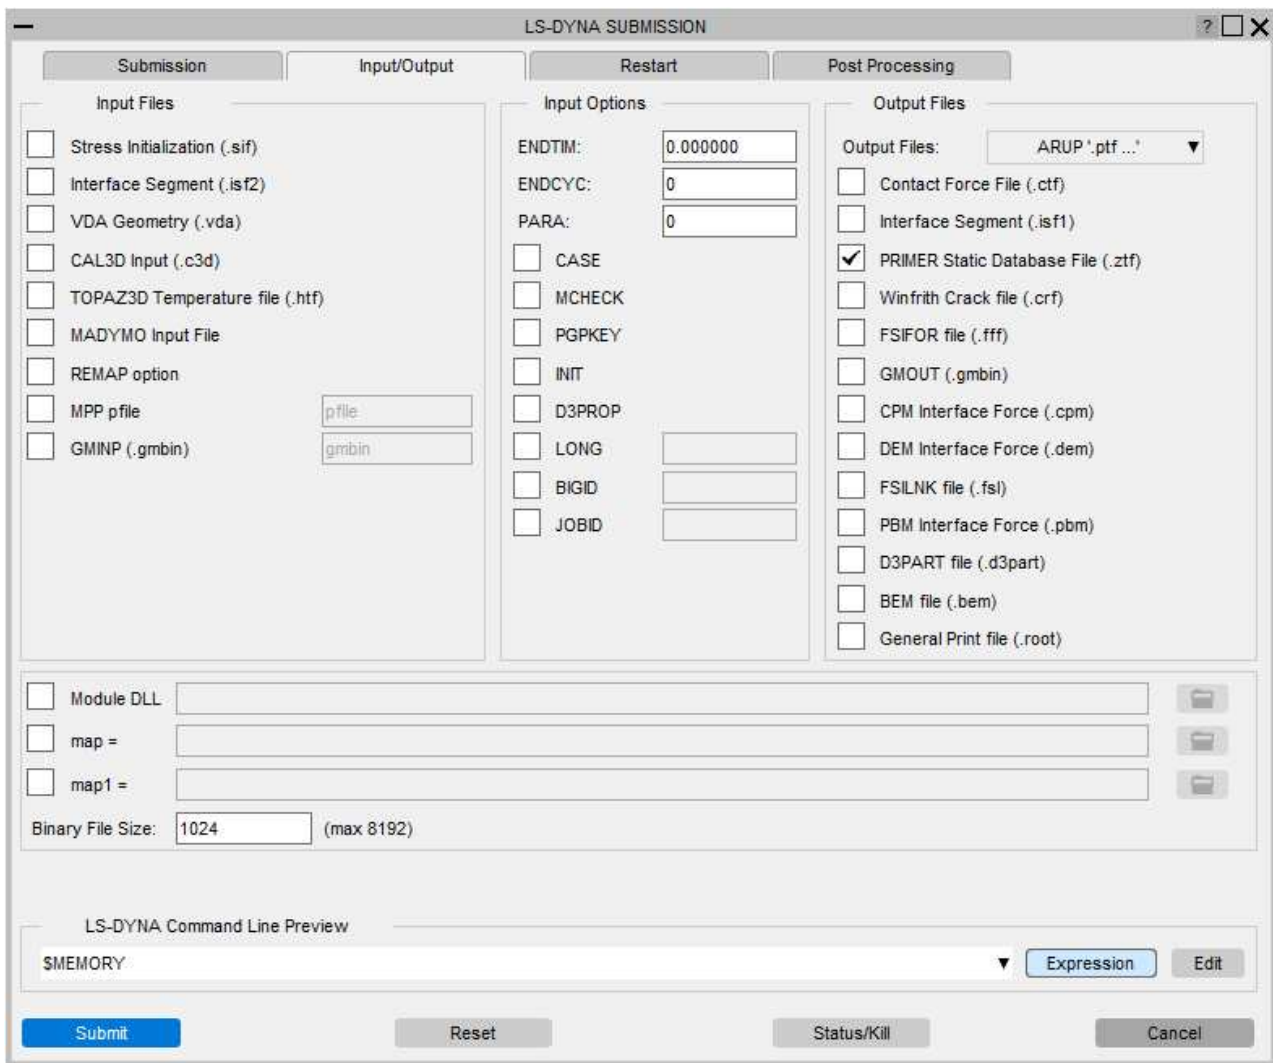 LS-DYNA SUBMISSION
?
Submission
Input/Output
Restart
Post Processing
Input Files
Stress Initialization (.sif)
Interface Segment (.isf2)
VDA Geometry (.vda)
CAL3D Input (.c3d)
TOPAZ3D Temperature file (.htf)
MADYMO Input File
REMAP option
MPP pfile
pfile
GMINP (.gmbin)
gmbin
Input Options
ENDTIM:
0.000000
ENDCYC:
0
PARA:
0
CASE
MCHECK
PGPKEY
INIT
D3PROP
LONG
BIGID
JOBID
Output Files
Output Files:
ARUP '.ptf ...'
Contact Force File (.ctf)
Interface Segment (.isf1)
PRIMER Static Database File (.ztf)
Winfrith Crack file (.crf)
FSIFOR file (.fff)
GMOUT (.gmbin)
CPM Interface Force (.cpm)
DEM Interface Force (.dem)
FSILNK file (.fsl)
PBM Interface Force (.pbm)
D3PART file (.d3part)
BEM file (.bem)
General Print file (.root)
Module DLL
map =
map1 =
Binary File Size:
1024
(max 8192)
LS-DYNA Command Line Preview
$MEMORY
Expression
Edit
Submit
Reset
Status/Kill
Cancel